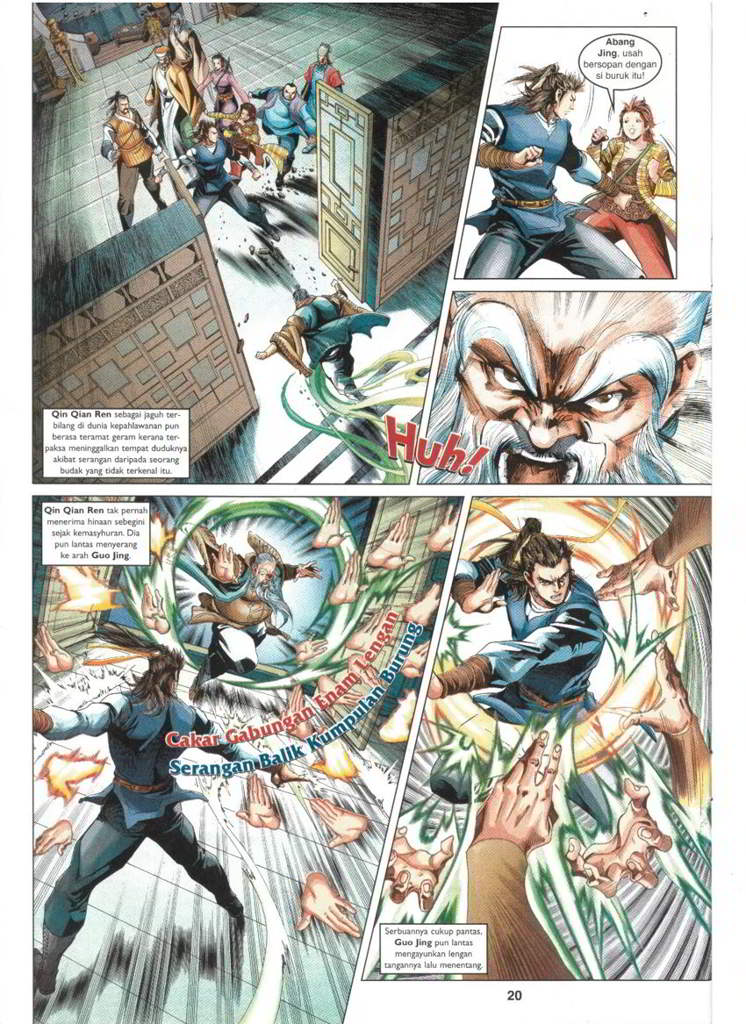 Abang
Jing, usah
bersopan dengan
si buruk itu!
Qin Qian Ren sebagai jaguh ter-
bilang di dunia kepahlawanan pun
berasa teramat geram kerana ter-
paksa meninggalkan tempat duduknya
akibat serangan daripada seorang
budak yang tidak terkenal itu.
Huh!
Qin Qian Ren tak pernah
menerima hinaan sebegini
sejak kemasyhuran. Dia
pun lantas menyerang
ke arah Guo Jing.
Cakar Gabungan Enam Lengan
Serangan Balik Kumpulan Burung
Serbuannya cukup pantas,
Guo Jing pun lantas
mengayunkan lengan
tangannya lalu menentang.
20